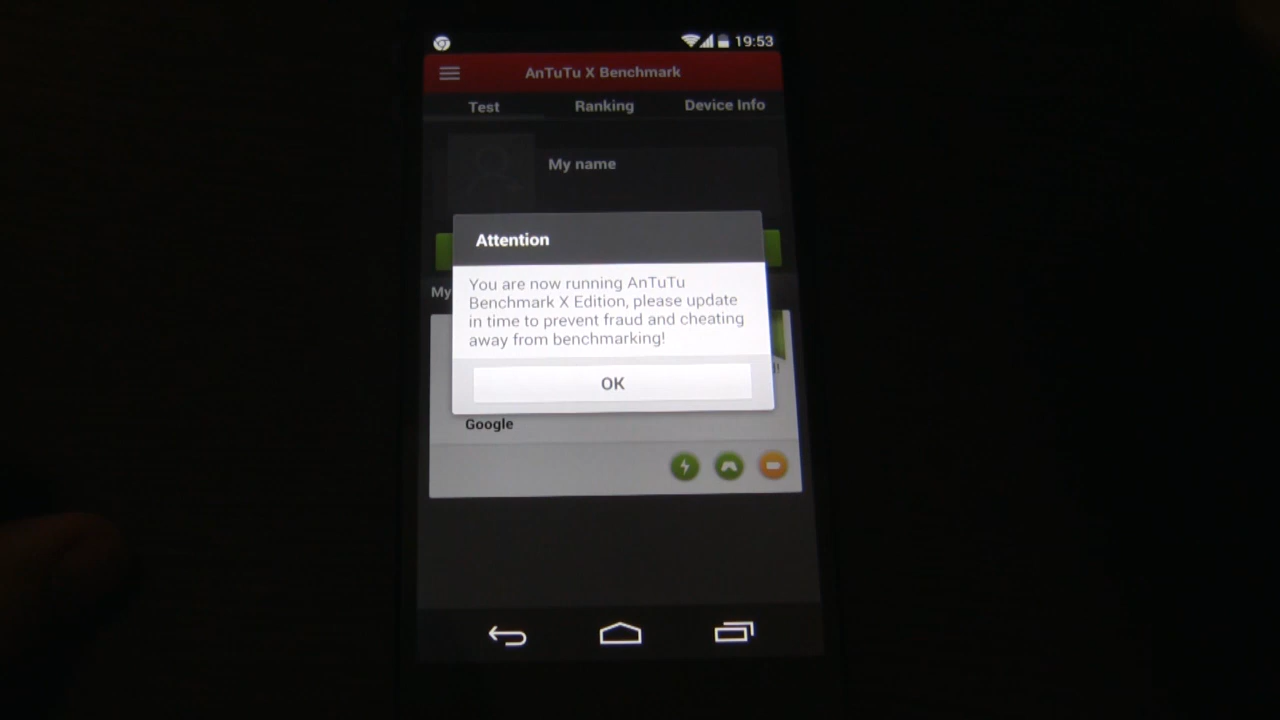 19:53
AnTuTu X Benchmark
Test Ranking Device Info
My name
Attention
My
You are now running AnTuTu
Benchmark X Edition, please update
in time to prevent fraud and cheating
away from benchmarking!
OK
Google